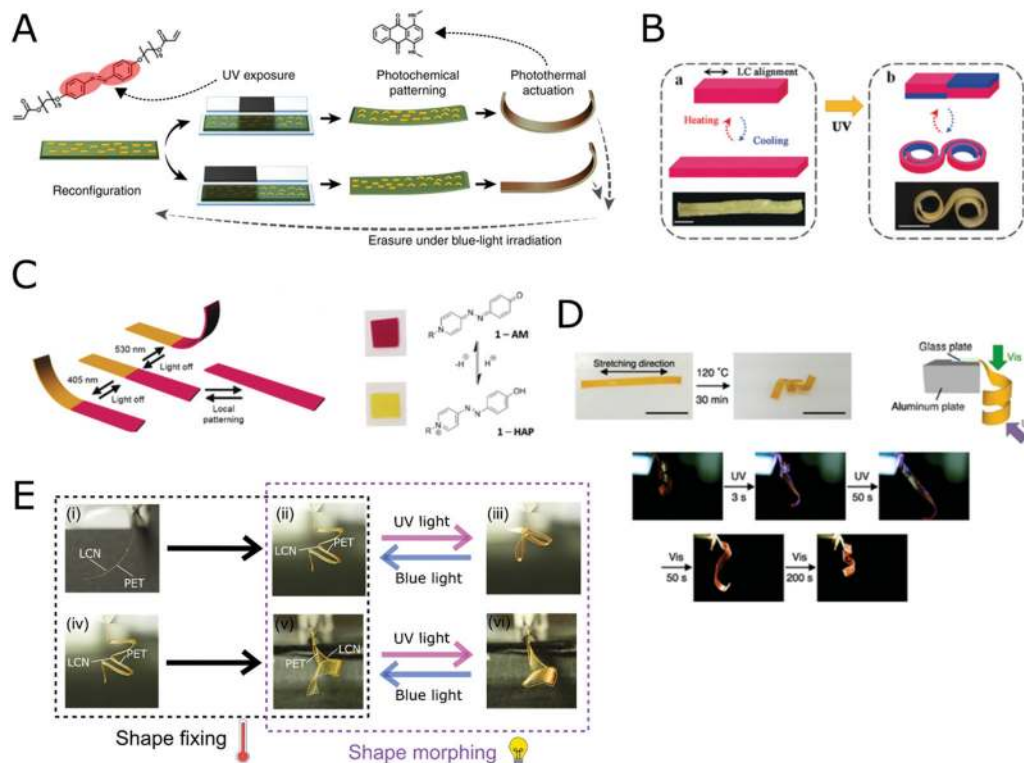 A
UV exposure
Photochemical
patterning
Photothermal
actuation
Reconfiguration
Erasure under blue-light irradiation
B
a
LC alignment
Heating
Cooling
UV
b
C
530 nm
Light off
405 nm
Light off
Local
patterning
1 – AM
1 – HAP
D
Stretching direction
120 °C
30 min
Glass plate
Vis
Aluminum plate
UV
3 s
UV
50 s
Vis
50 s
Vis
200 s
E
(i)
LCN
PET
(ii)
PET
LCN
UV light
Blue light
(iii)
(iv)
LCN
PET
(v)
LCN
PET
UV light
Blue light
(vi)
Shape fixing
Shape morphing